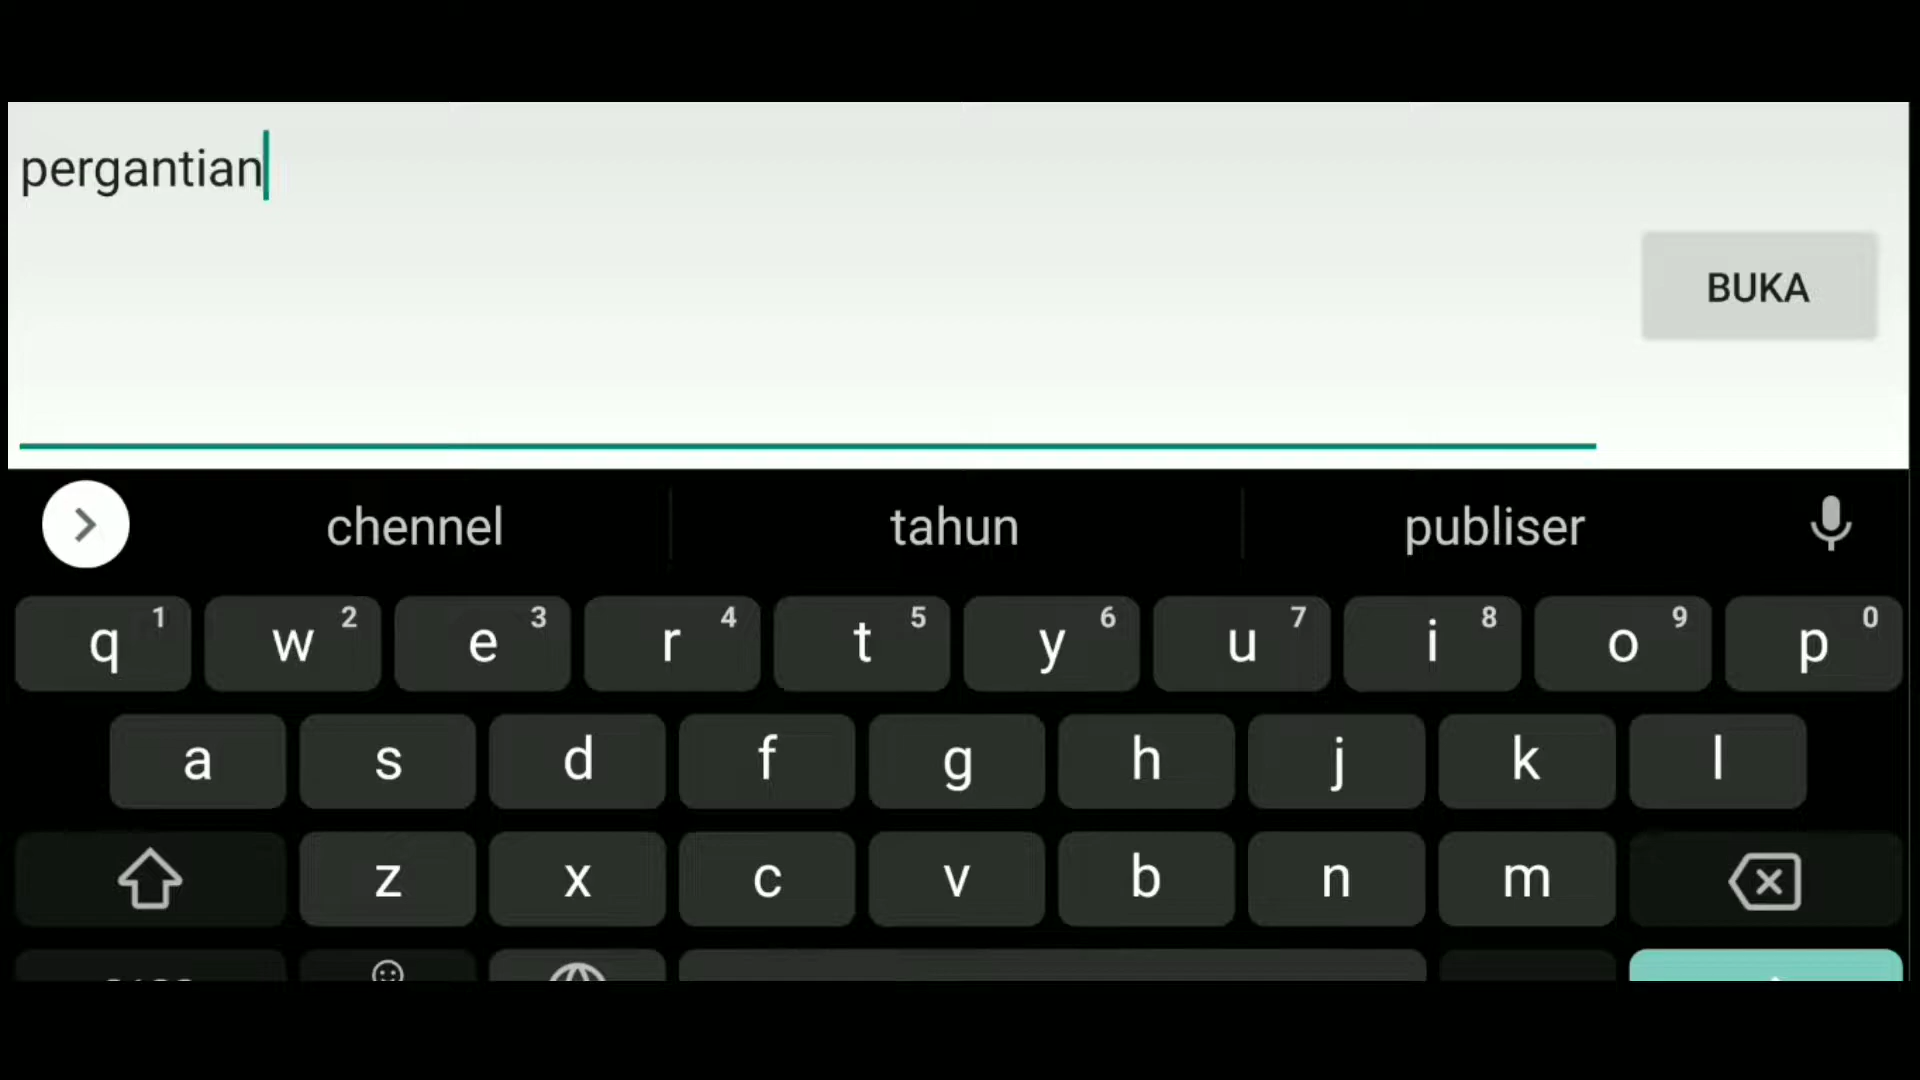 pergantian
BUKA
chennel tahun publiser
q 1 w 2 e 3 r 4 t 5 y 6 u 7 i 8 o 9 p 0
a s d f g h j k l
z x c v b n m